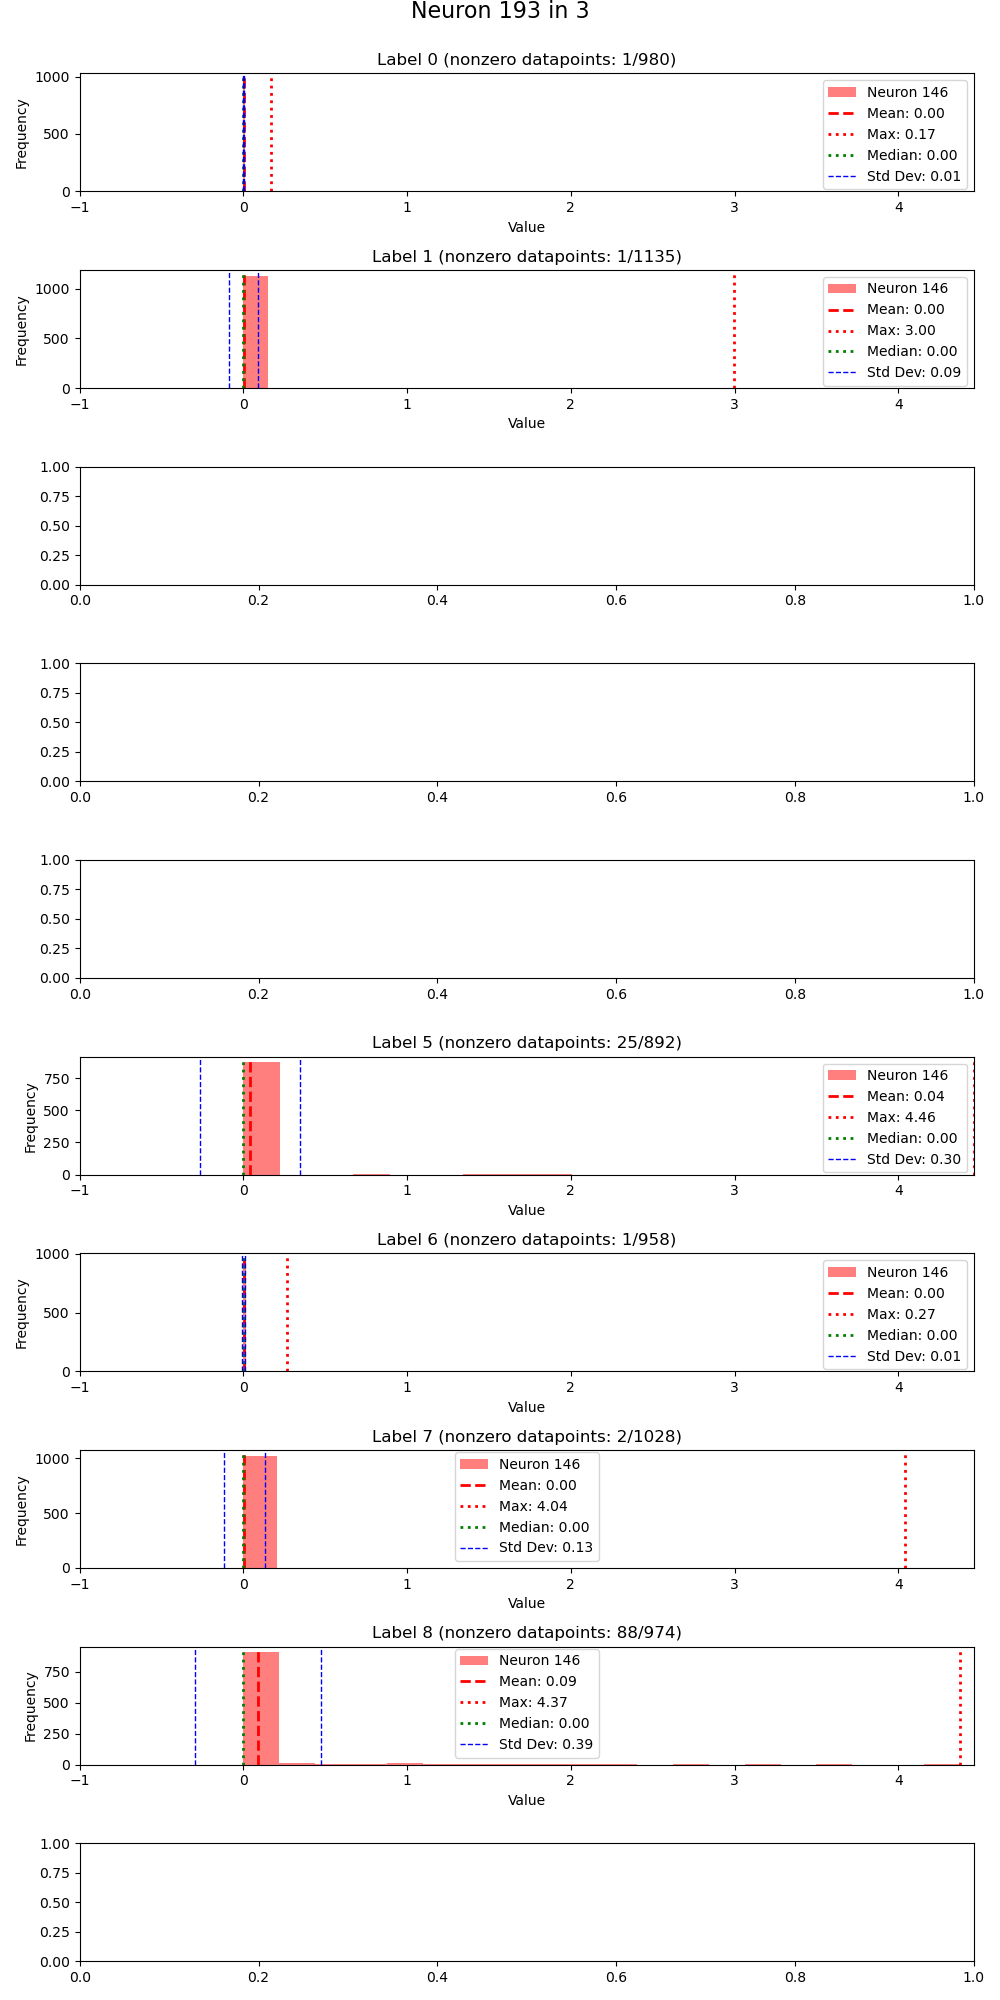 Neuron 193 in 3
Label 0 (nonzero datapoints: 1/980)
Frequency
1000
500
0
Neuron 146
Mean: 0.00
Max: 0.17
Median: 0.00
Std Dev: 0.01
−1 0 1 2 3 4
Value
Label 1 (nonzero datapoints: 1/1135)
Frequency
1000
500
0
Neuron 146
Mean: 0.00
Max: 3.00
Median: 0.00
Std Dev: 0.09
−1 0 1 2 3 4
Value
1.00
0.75
0.50
0.25
0.00
0.0 0.2 0.4 0.6 0.8 1.0
1.00
0.75
0.50
0.25
0.00
0.0 0.2 0.4 0.6 0.8 1.0
1.00
0.75
0.50
0.25
0.00
0.0 0.2 0.4 0.6 0.8 1.0
Label 5 (nonzero datapoints: 25/892)
Frequency
750
500
250
0
Neuron 146
Mean: 0.04
Max: 4.46
Median: 0.00
Std Dev: 0.30
−1 0 1 2 3 4
Value
Label 6 (nonzero datapoints: 1/958)
Frequency
1000
500
0
Neuron 146
Mean: 0.00
Max: 0.27
Median: 0.00
Std Dev: 0.01
−1 0 1 2 3 4
Value
Label 7 (nonzero datapoints: 2/1028)
Frequency
1000
500
0
Neuron 146
Mean: 0.00
Max: 4.04
Median: 0.00
Std Dev: 0.13
−1 0 1 2 3 4
Value
Label 8 (nonzero datapoints: 88/974)
Frequency
750
500
250
0
Neuron 146
Mean: 0.09
Max: 4.37
Median: 0.00
Std Dev: 0.39
−1 0 1 2 3 4
Value
1.00
0.75
0.50
0.25
0.00
0.0 0.2 0.4 0.6 0.8 1.0